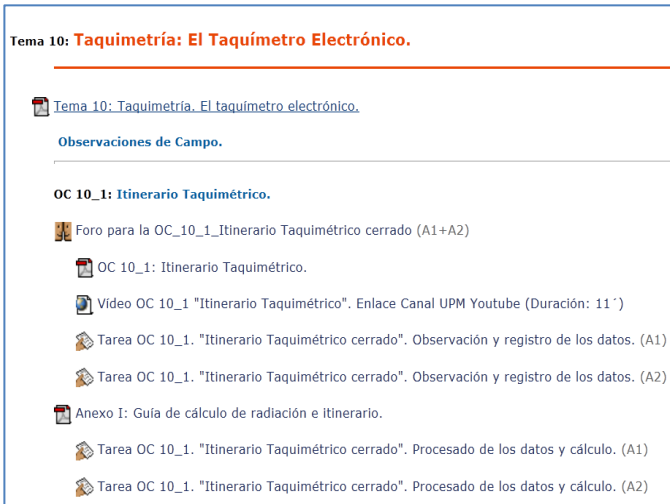 Tema 10: Taquimetría: El Taquímetro Electrónico.
Tema 10: Taquimetría. El taquímetro electrónico.
Observaciones de Campo.
OC 10_1: Itinerario Taquimétrico.
Foro para la OC_10_1_Itinerario Taquimétrico cerrado (A1+A2)
OC 10_1: Itinerario Taquimétrico.
Vídeo OC 10_1 "Itinerario Taquimétrico". Enlace Canal UPM Youtube (Duración: 11´)
Tarea OC 10_1. "Itinerario Taquimétrico cerrado". Observación y registro de los datos. (A1)
Tarea OC 10_1. "Itinerario Taquimétrico cerrado". Observación y registro de los datos. (A2)
Anexo I: Guía de cálculo de radiación e itinerario.
Tarea OC 10_1. "Itinerario Taquimétrico cerrado". Procesado de los datos y cálculo. (A1)
Tarea OC 10_1. "Itinerario Taquimétrico cerrado". Procesado de los datos y cálculo. (A2)